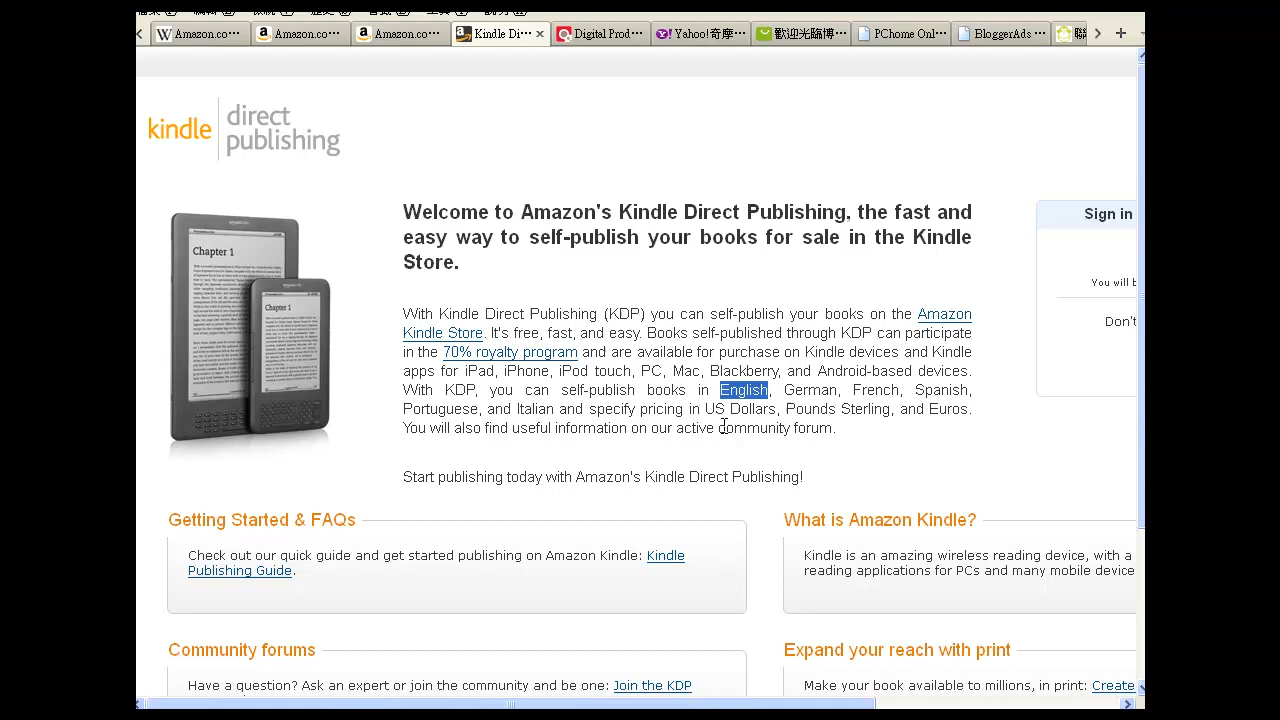 Amazon.co···
Amazon.co···
Amazon.co···
Kindle Di···
Digital Prod···
Yahoo!奇摩···
歡迎光臨博···
PChome Onl···
BloggerAds ···
kindle
direct
publishing
Welcome to Amazon's Kindle Direct Publishing, the fast and
easy way to self-publish your books for sale in the Kindle
Store.
Sign in
You will b
Don't
With Kindle Direct Publishing (KDP) you can self-publish your books on the Amazon
Kindle Store. It's free, fast, and easy. Books self-published through KDP can participate
in the 70% royalty program and are available for purchase on Kindle devices and Kindle
apps for iPad, iPhone, iPod touch, PC, Mac, Blackberry, and Android-based devices.
With KDP, you can self-publish books in English, German, French, Spanish,
Portuguese, and Italian and specify pricing in US Dollars, Pounds Sterling, and Euros.
You will also find useful information on our active community forum.
Chapter 1
Chapter 1
Start publishing today with Amazon's Kindle Direct Publishing!
Getting Started & FAQs
Check out our quick guide and get started publishing on Amazon Kindle: Kindle
Publishing Guide.
What is Amazon Kindle?
Kindle is an amazing wireless reading device, with a
reading applications for PCs and many mobile device
Community forums
Have a question? Ask an expert or join the community and be one: Join the KDP
Expand your reach with print
Make your book available to millions, in print: Create